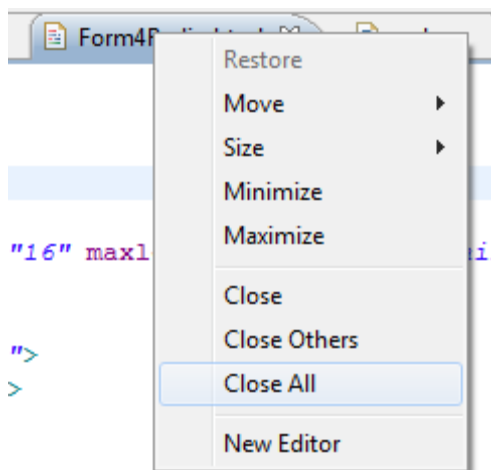 Form4R
Restore
Move
Size
Minimize
"16" maxl
Maximize
Close
">
Close Others
>
Close All
New Editor